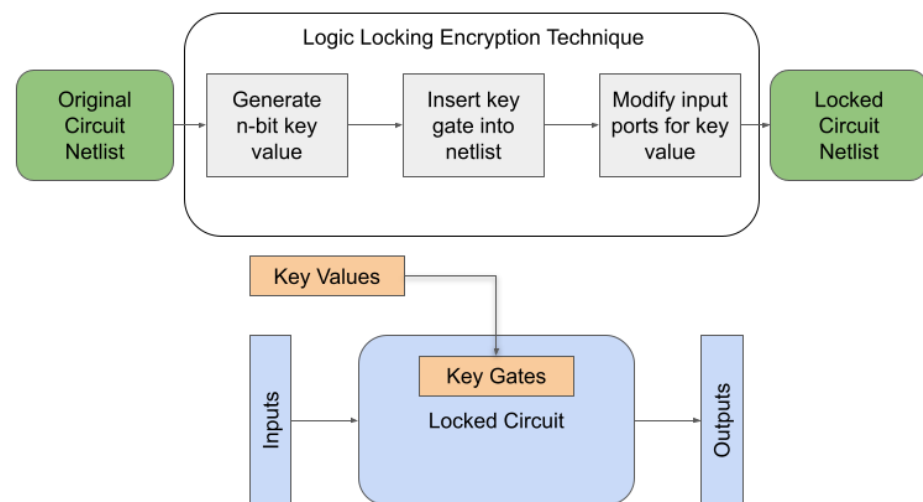 Logic Locking Encryption Technique
Original
Circuit
Netlist
Generate
n-bit key
value
Insert key
gate into
netlist
Modify input
ports for key
value
Locked
Circuit
Netlist
Key Values
Inputs
Key Gates
Locked Circuit
Outputs